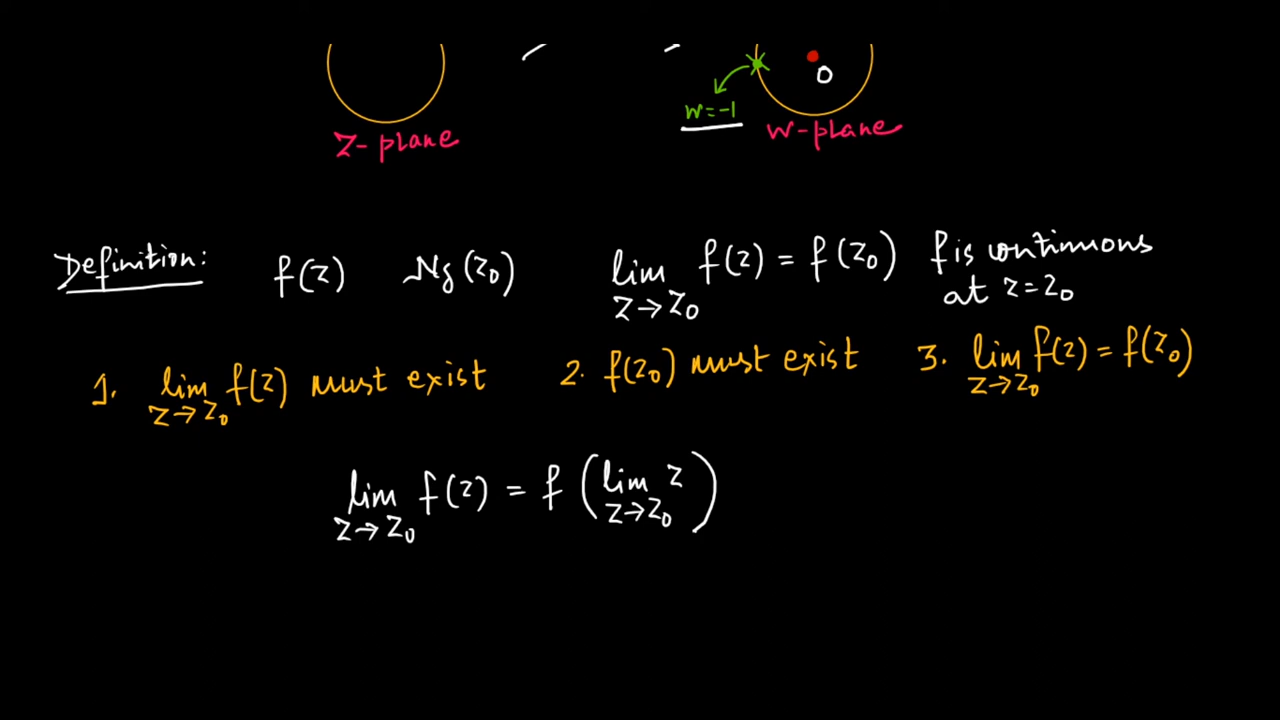 0
w=-1
Z-plane
w-plane
Definition: f(z) Nδ(z₀) lim z→z₀ f(z) = f(z₀) f is continuous
at z=z₀
1. lim z→z₀ f(z) must exist 2. f(z₀) must exist 3. lim z→z₀ f(z) = f(z₀)
lim z→z₀ f(z) = f(lim z→z₀ z)